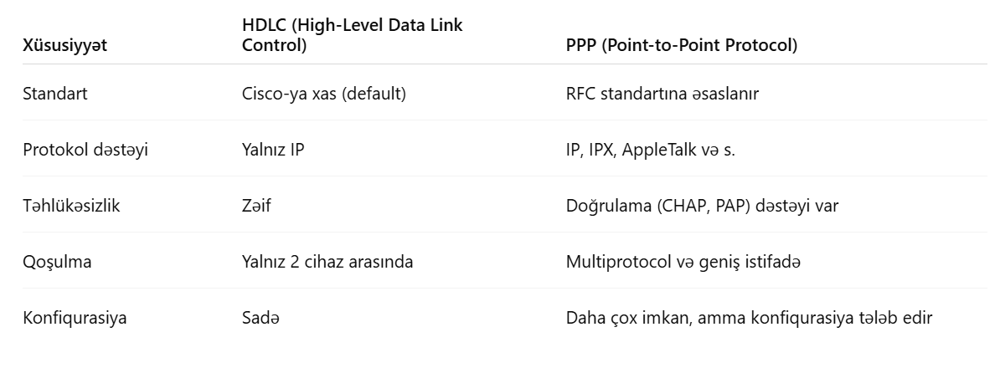 Xüsusiyyət
HDLC (High-Level Data Link
Control)
PPP (Point-to-Point Protocol)
Standart
Cisco-ya xas (default)
RFC standartına əsaslanır
Protokol dəstəyi
Yalnız IP
IP, IPX, AppleTalk və s.
Təhlükəsizlik
Zəif
Doğrulama (CHAP, PAP) dəstəyi var
Qoşulma
Yalnız 2 cihaz arasında
Multiprotocol və geniş istifadə
Konfiqurasiya
Sadə
Daha çox imkan, amma konfiqurasiya tələb edir